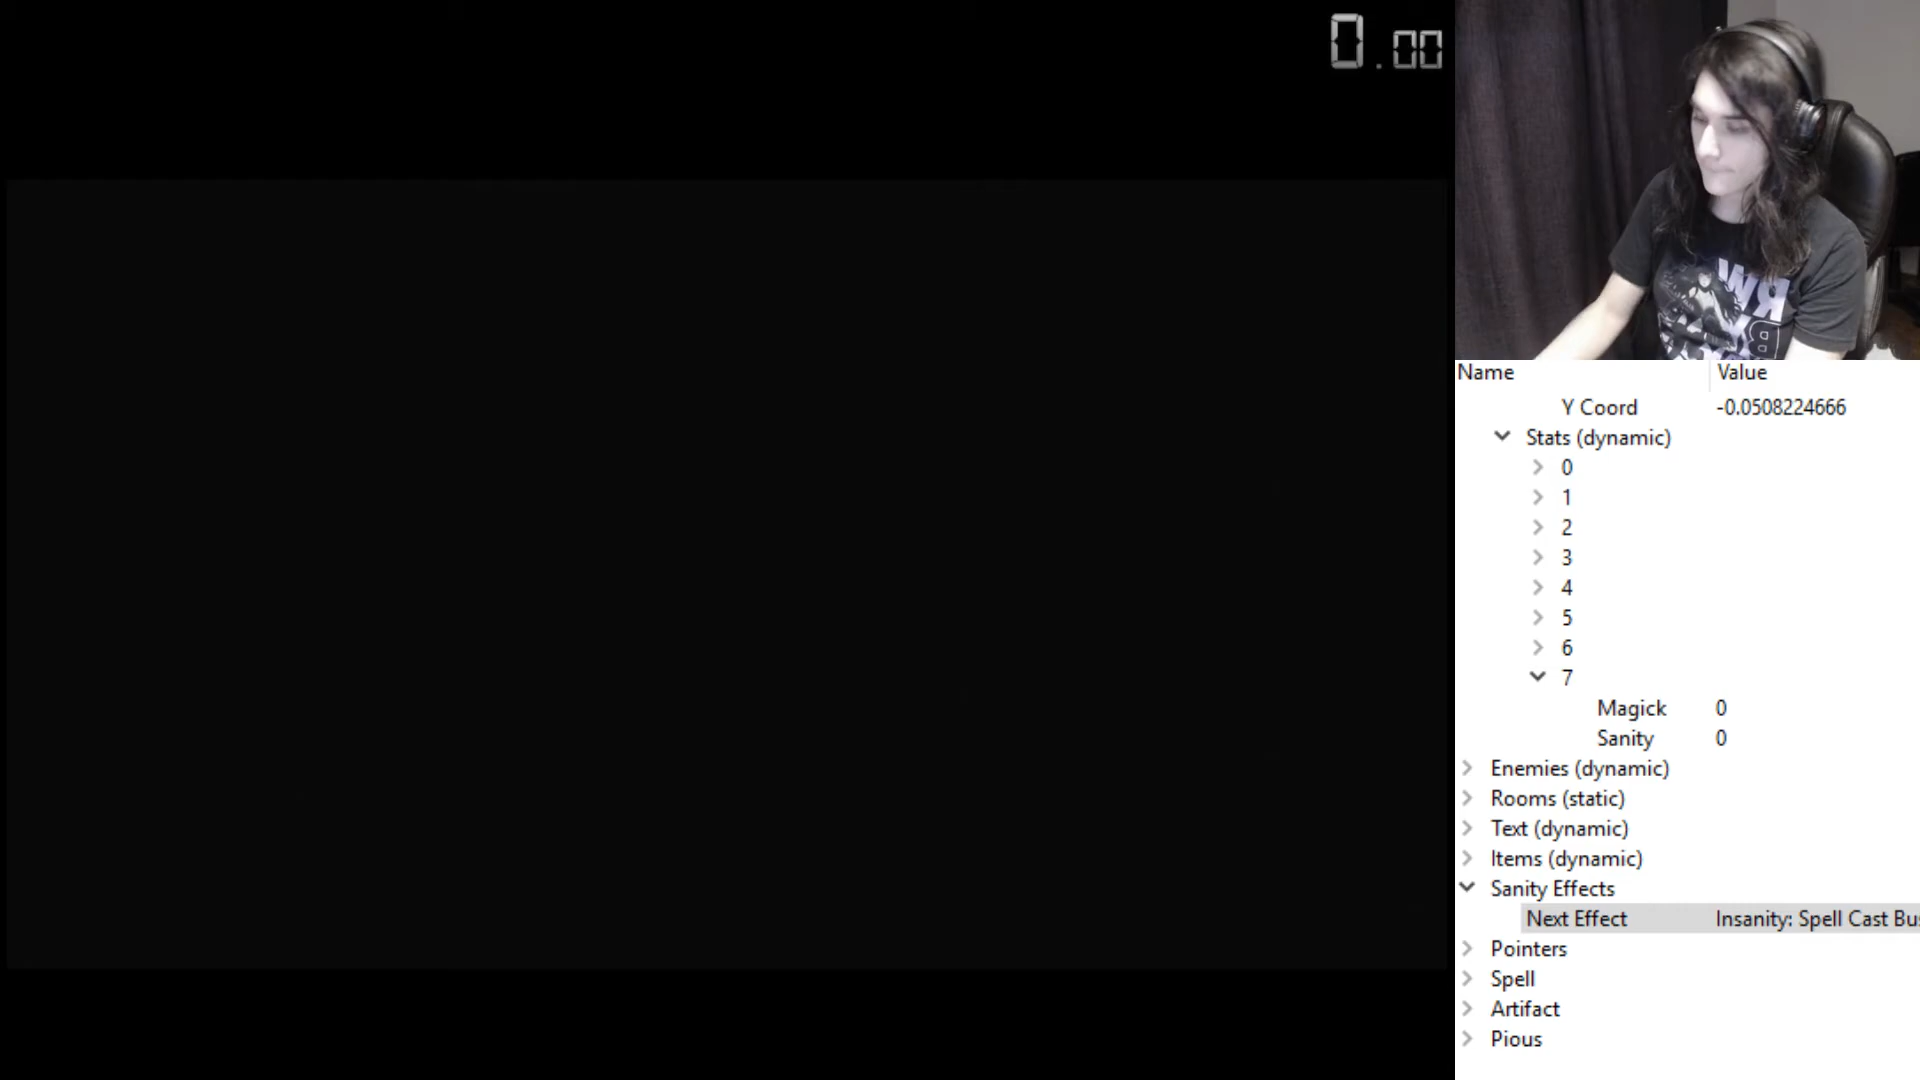 0.00
Name Value
Y Coord -0.0508224666
Stats (dynamic)
0
1
2
3
4
5
6
7
Magick 0
Sanity 0
Enemies (dynamic)
Rooms (static)
Text (dynamic)
Items (dynamic)
Sanity Effects
Next Effect Insanity: Spell Cast Bus
Pointers
Spell
Artifact
Pious